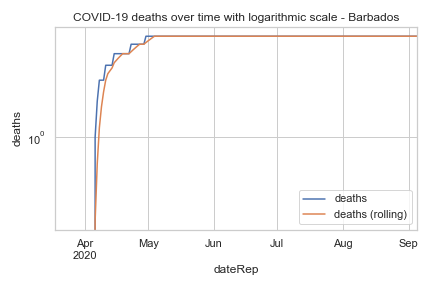 COVID-19 deaths over time with logarithmic scale - Barbados
deaths
10⁰
deaths
deaths (rolling)
Apr May Jun Jul Aug Sep
2020
dateRep